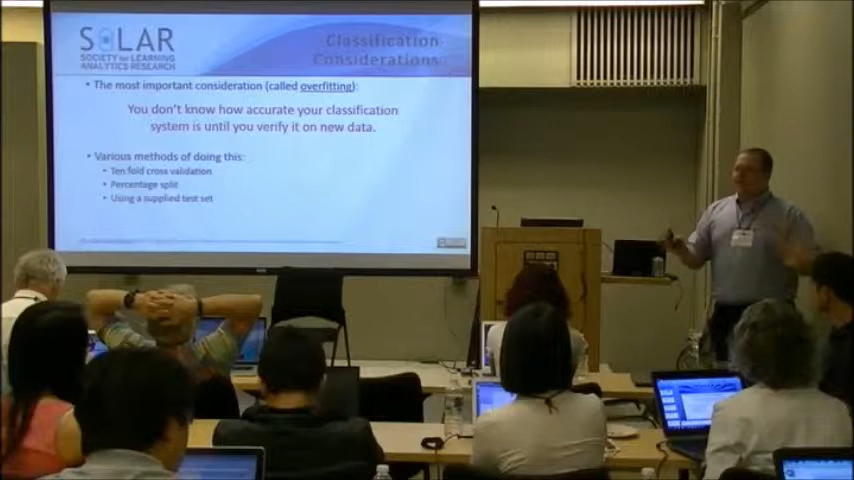 SOLAR
SOCIETY for LEARNING
ANALYTICS RESEARCH
Classification
Considerations
• The most important consideration (called overfitting):
You don't know how accurate your classification
system is until you verify it on new data.
• Various methods of doing this:
• Ten fold cross validation
• Percentage split
• Using a supplied test set